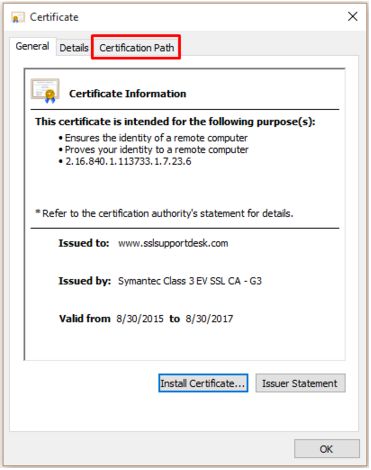 Certificate
General Details Certification Path
Certificate Information
This certificate is intended for the following purpose(s):
• Ensures the identity of a remote computer
• Proves your identity to a remote computer
• 2.16.840.1.113733.1.7.23.6
* Refer to the certification authority's statement for details.
Issued to: www.sslsupportdesk.com
Issued by: Symantec Class 3 EV SSL CA - G3
Valid from 8/30/2015 to 8/30/2017
Install Certificate... Issuer Statement
OK